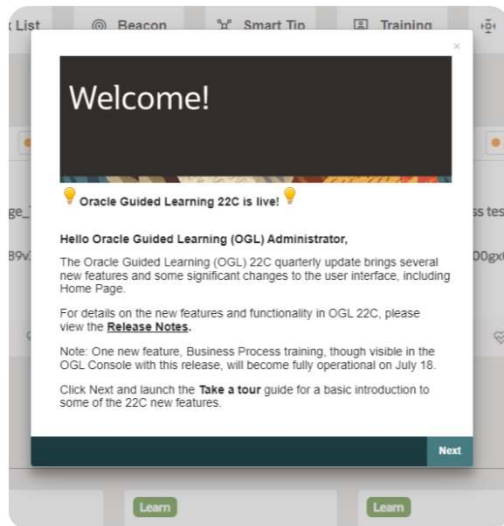 List
Beacon
Smart Tip
Training
×
Welcome!
Oracle Guided Learning 22C is live!
Hello Oracle Guided Learning (OGL) Administrator,
The Oracle Guided Learning (OGL) 22C quarterly update brings several
new features and some significant changes to the user interface, including
Home Page.
For details on the new features and functionality in OGL 22C, please
view the Release Notes.
Note: One new feature, Business Process training, though visible in the
OGL Console with this release, will become fully operational on July 18.
Click Next and launch the Take a tour guide for a basic introduction to
some of the 22C new features.
Next
Learn
Learn